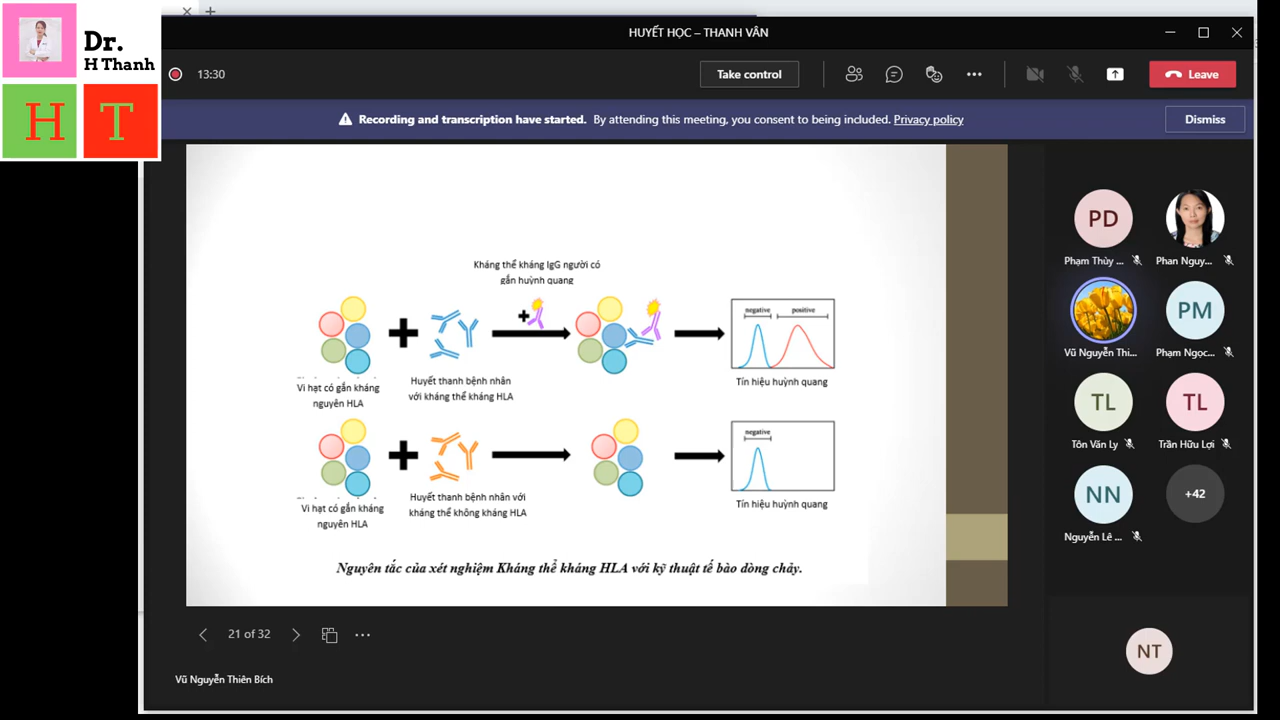 Dr.
H Thanh
H T
HUYẾT HỌC – THANH VÂN
13:30
Take control
Leave
Recording and transcription have started. By attending this meeting, you consent to being included. Privacy policy
Dismiss
Kháng thể kháng IgG người có
gắn huỳnh quang
negative
positive
Vi hạt có gắn kháng
nguyên HLA
Huyết thanh bệnh nhân
với kháng thể kháng HLA
Tín hiệu huỳnh quang
negative
Vi hạt có gắn kháng
nguyên HLA
Huyết thanh bệnh nhân với
kháng thể không kháng HLA
Tín hiệu huỳnh quang
Nguyên tắc của xét nghiệm Kháng thể kháng HLA với kỹ thuật tế bào dòng chảy.
PD
Phạm Thùy ...
Phan Nguy...
Vũ Nguyễn Thi...
PM
Phạm Ngọc...
TL
Tôn Văn Ly
TL
Trần Hữu Lợi
NN
Nguyễn Lê ...
+42
NT
21 of 32
Vũ Nguyễn Thiên Bích